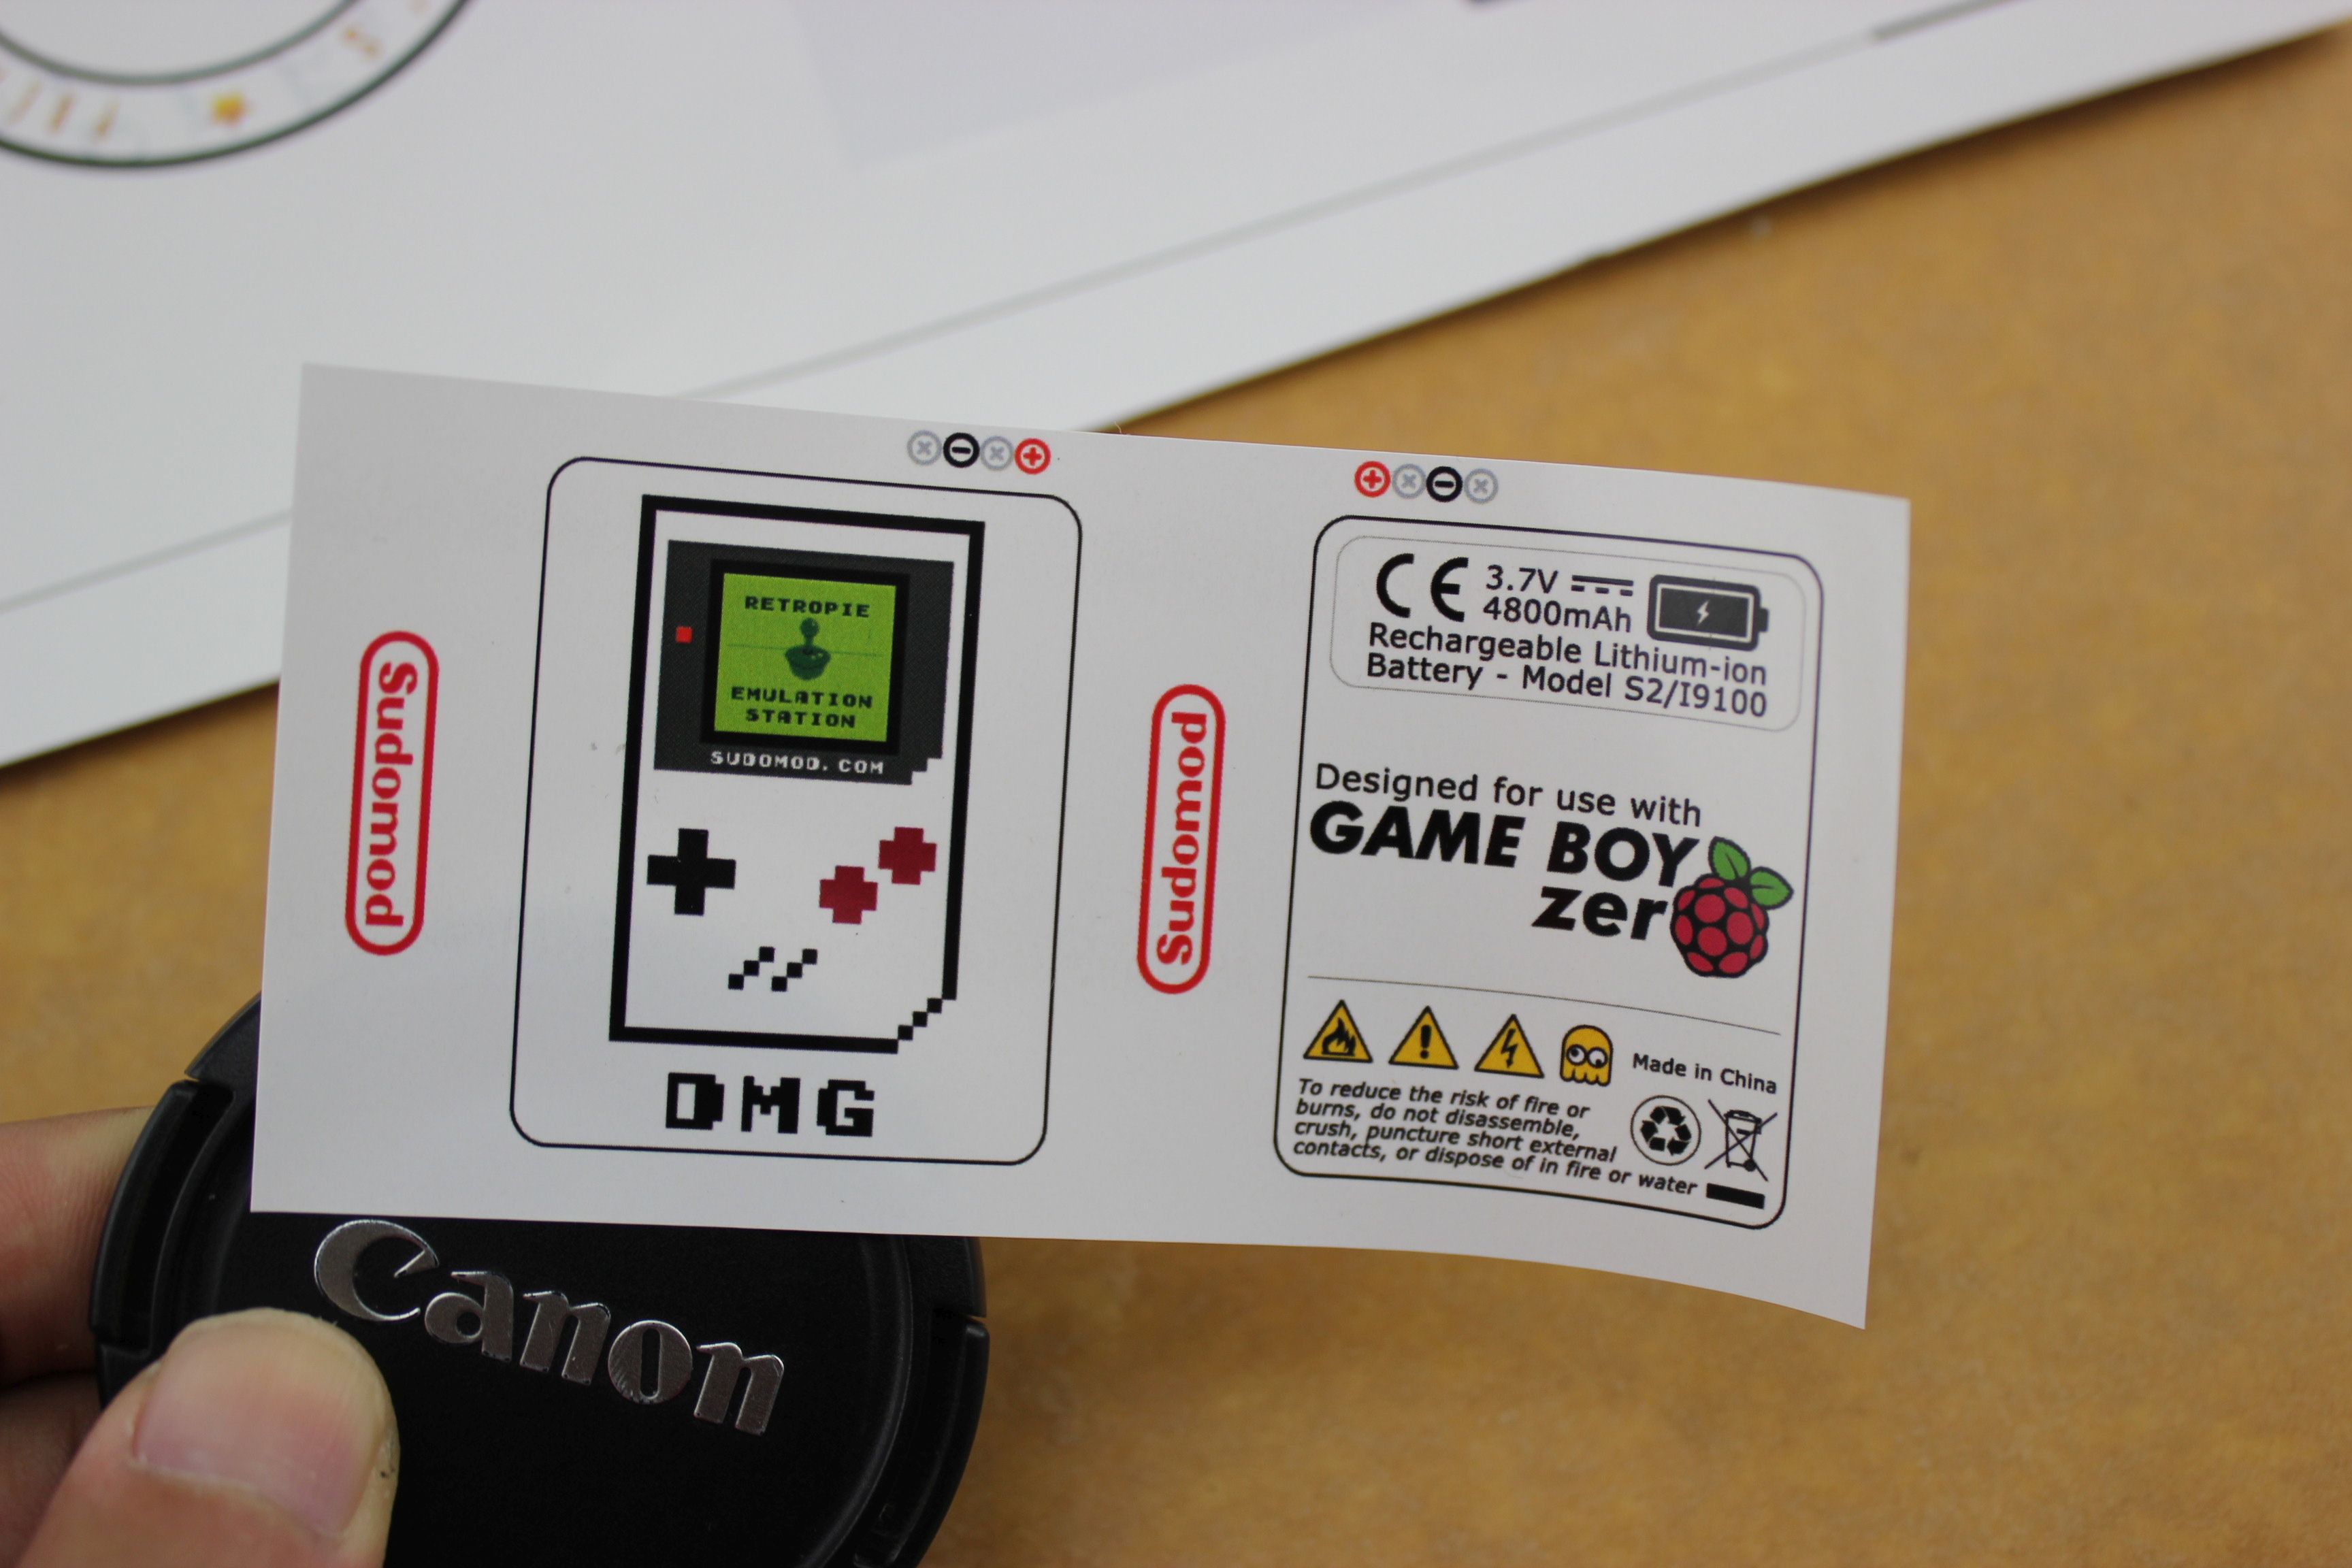 Sudomod
RETROPIE
EMULATION
STATION
SUDOMOD.COM
DMG
Sudomod
CE 3.7V
4800mAh
Rechargeable Lithium-ion
Battery - Model S2/I9100
Designed for use with
GAME BOY
zer
Made in China
To reduce the risk of fire or
burns, do not disassemble,
crush, puncture short external
contacts, or dispose of in fire or water
Canon